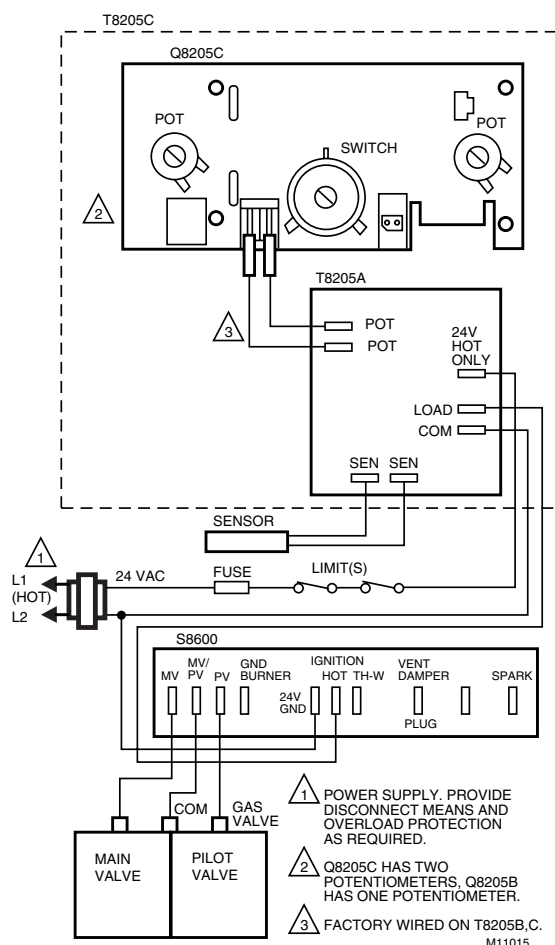 T8205C
Q8205C
POT
SWITCH
POT
2
T8205A
3
POT
POT
24V
HOT
ONLY
LOAD
COM
SEN SEN
SENSOR
1
L1
(HOT)
L2
24 VAC
FUSE
LIMIT(S)
S8600
MV
MV/
PV
PV
GND
BURNER
IGNITION
24V
GND
HOT TH-W
VENT
DAMPER
PLUG
SPARK
COM
GAS
VALVE
MAIN
VALVE
PILOT
VALVE
1 POWER SUPPLY. PROVIDE
DISCONNECT MEANS AND
OVERLOAD PROTECTION
AS REQUIRED.
2 Q8205C HAS TWO
POTENTIOMETERS, Q8205B
HAS ONE POTENTIOMETER.
3 FACTORY WIRED ON T8205B,C.
M11015